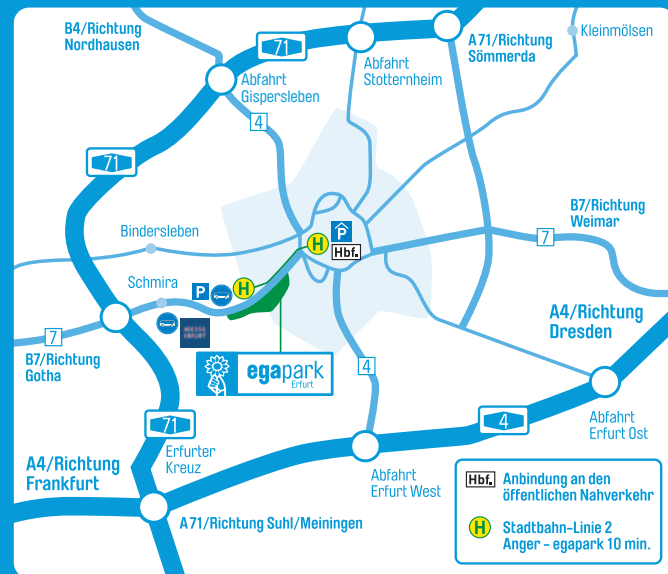 B4/Richtung
Nordhausen
71
A71/Richtung
Sömmerda
Kleinmölsen
Abfahrt
Gispersleben
Abfahrt
Stotternheim
4
71
B7/Richtung
Weimar
7
Bindersleben
H
P
Hbf.
Schmira
P
H
MESSE
ERFURT
A4/Richtung
Dresden
7
B7/Richtung
Gotha
egapark
Erfurt
4
71
Erfurter
Kreuz
4
Abfahrt
Erfurt Ost
A4/Richtung
Frankfurt
Abfahrt
Erfurt West
A71/Richtung Suhl/Meiningen
Hbf. Anbindung an den
öffentlichen Nahverkehr
H Stadtbahn-Linie 2
Anger - egapark 10 min.